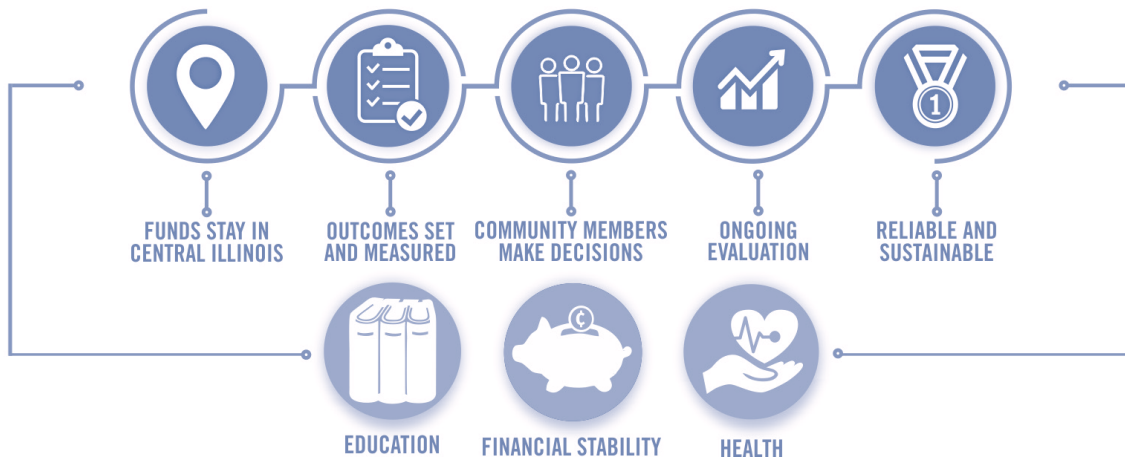 1
FUNDS STAY IN
CENTRAL ILLINOIS
OUTCOMES SET
AND MEASURED
COMMUNITY MEMBERS
MAKE DECISIONS
ONGOING
EVALUATION
RELIABLE AND
SUSTAINABLE
¢
EDUCATION
FINANCIAL STABILITY
HEALTH